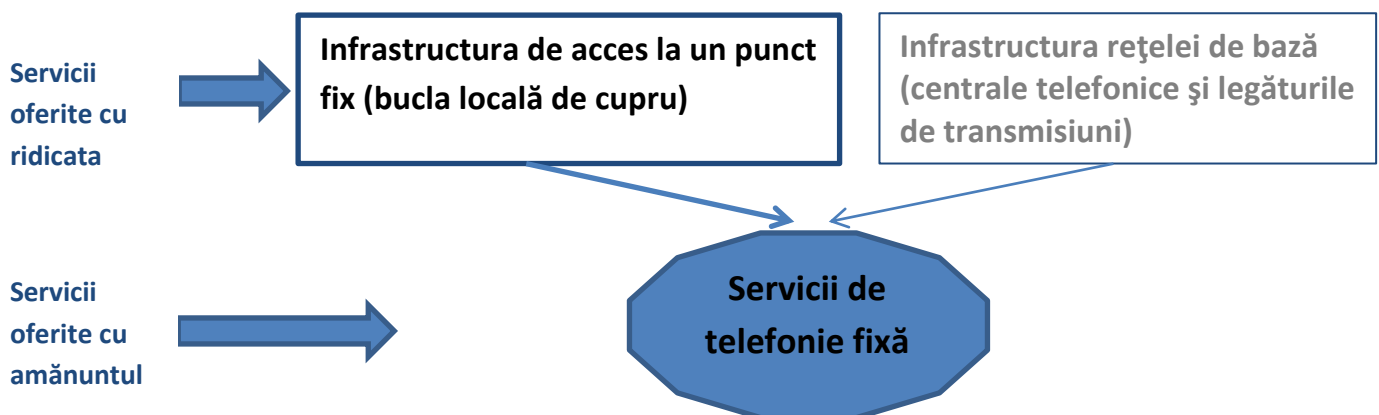 Servicii
oferite cu
ridicata
Infrastructura de acces la un punct
fix (bucla locală de cupru)
Infrastructura reţelei de bază
(centrale telefonice şi legăturile
de transmisiuni)
Servicii
oferite cu
amănuntul
Servicii de
telefonie fixă